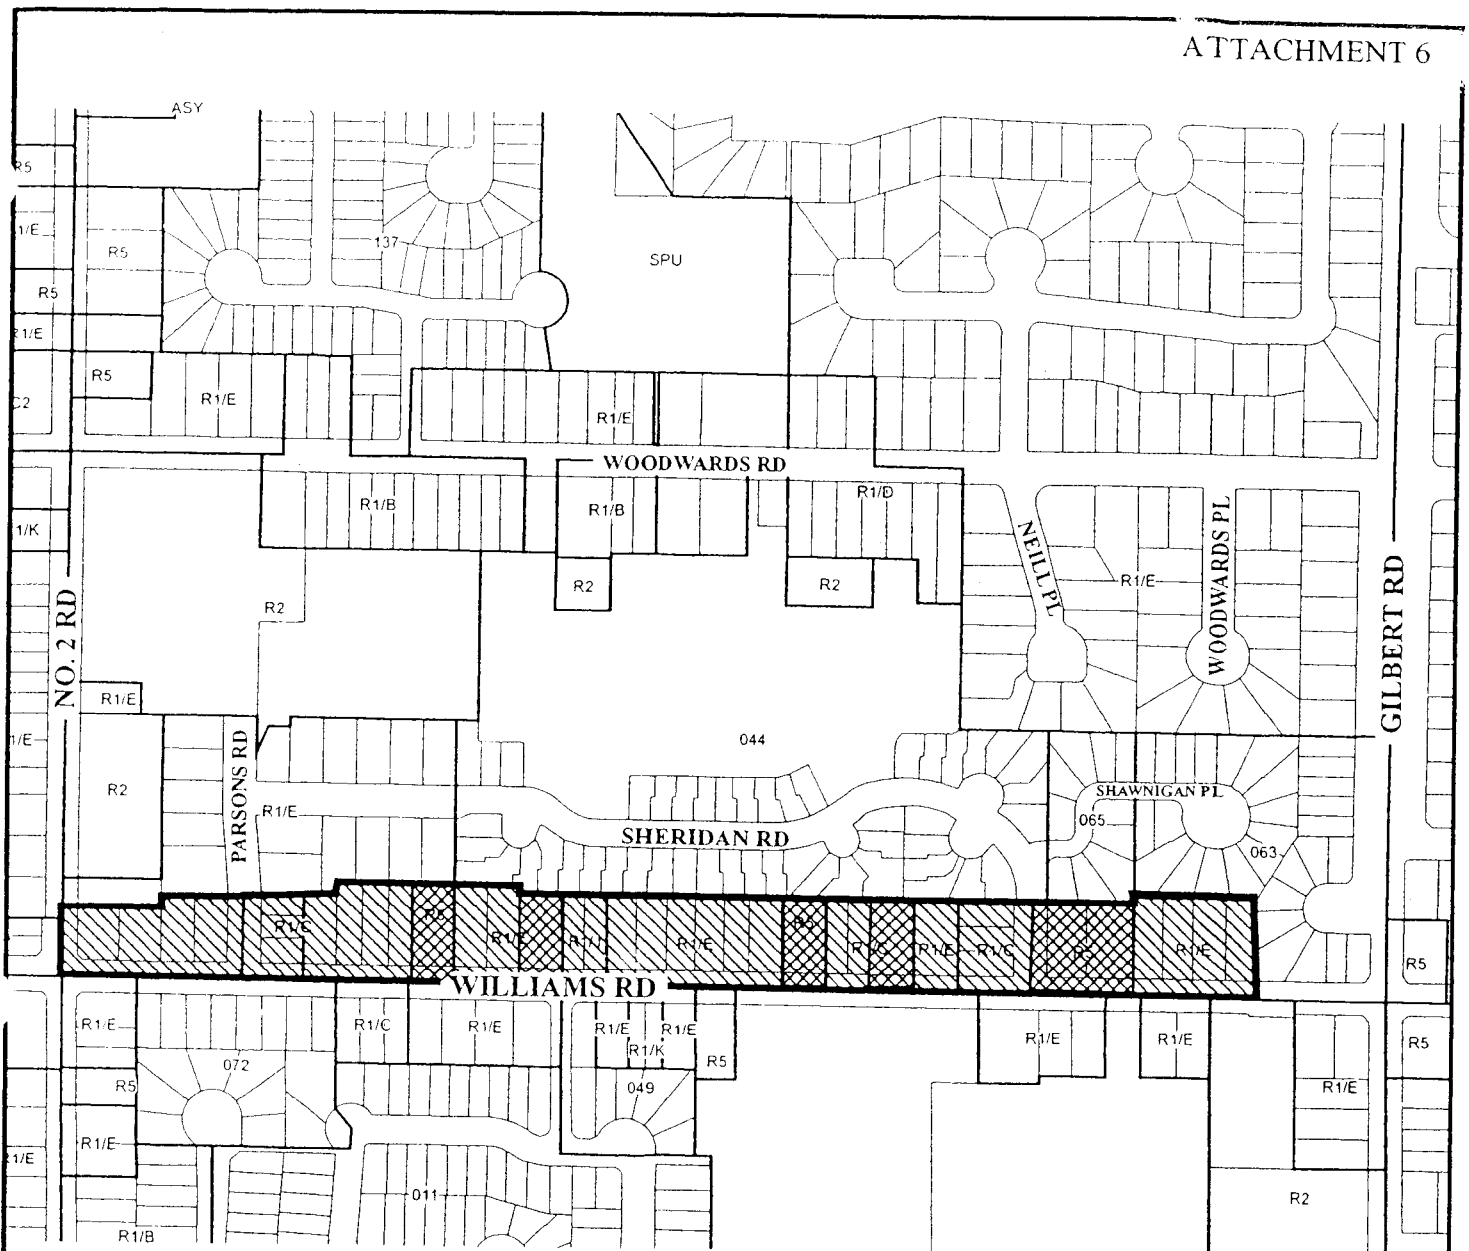 ATTACHMENT 6
ASY
R5
1/E
R5
137
SPU
R5
R1/E
R5
R1/E
R1/E
C2
WOODWARDS RD
R1/B
R1/B
R1/D
1/K
NEILL PL
WOODWARDS PL
R1/E
R2
R2
R2
NO. 2 RD
GILBERT RD
R1/E
1/E
PARSONS RD
044
R2
R1/E
SHAWNIGAN PL
065
SHERIDAN RD
063
R1/C
R5
R1/E
R1/J
R1/E
R5
R1/C
R1/E
R1/C
R5
R1/E
R5
WILLIAMS RD
R1/E
R1/C
R1/E
R1/E
R1/E
R1/K
R5
R1/E
R1/E
R5
072
R5
049
R1/E
R1/E
1/E
011
R2
R1/B